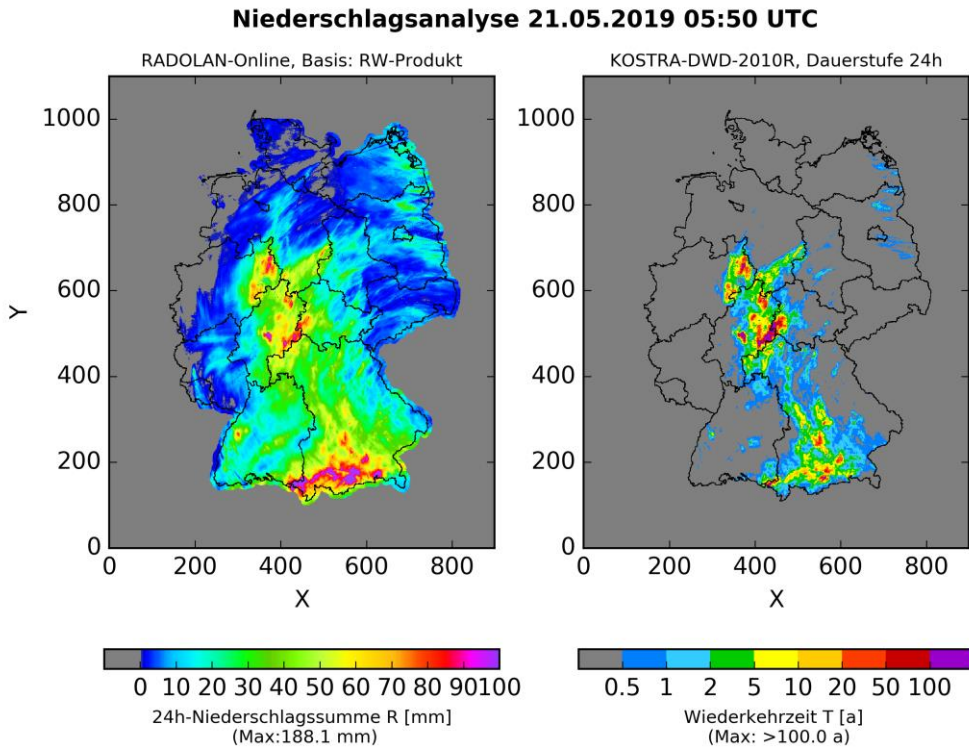 Niederschlagsanalyse 21.05.2019 05:50 UTC
RADOLAN-Online, Basis: RW-Produkt
KOSTRA-DWD-2010R, Dauerstufe 24h
1000
800
600
400
200
0
Y
0 200 400 600 800
X
1000
800
600
400
200
0
0 200 400 600 800
X
0 10 20 30 40 50 60 70 80 90 100
24h-Niederschlagssumme R [mm]
(Max:188.1 mm)
0.5 1 2 5 10 20 50 100
Wiederkehrzeit T [a]
(Max: >100.0 a)